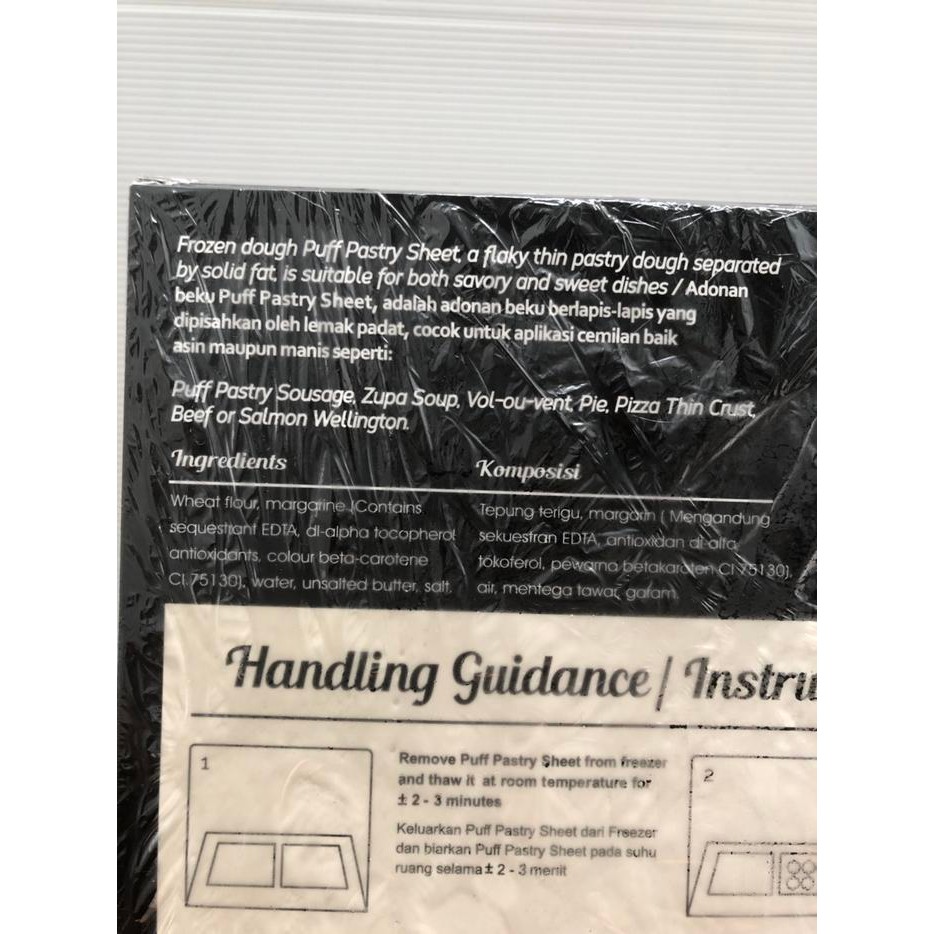 Frozen dough Puff Pastry Sheet, a flaky thin pastry dough separated
by solid fat. is suitable for both savory and sweet dishes / Adonan
beku Puff Pastry Sheet, adalah adonan beku berlapis-lapis yang
dipisahkan oleh lemak padat, cocok untuk aplikasi cemilan baik
asin maupun manis seperti:
Puff Pastry Sousage, Zupa Soup, Vol-ou-vent, Pie, Pizza Thin Crust,
Beef or Salmon Wellington.
Ingredients
Wheat flour, margarine (Contains
sequestrant EDTA, dl-alpha tocopherol
antioxidants, colour beta-carotene
CI 75130), water, unsalted butter, salt.
Komposisi
Tepung terigu, margarin ( Mengandung
sekuestran EDTA, antioxidan dl-alfa
tokoferol, pewarna betakaroten CI 75130),
air, mentega tawar, garam.
Handling Guidance / Instru
1
Remove Puff Pastry Sheet from freezer
and thaw it at room temperature for
± 2 - 3 minutes
Keluarkan Puff Pastry Sheet dari Freezer
dan biarkan Puff Pastry Sheet pada suhu
ruang selama ± 2 - 3 menit
2